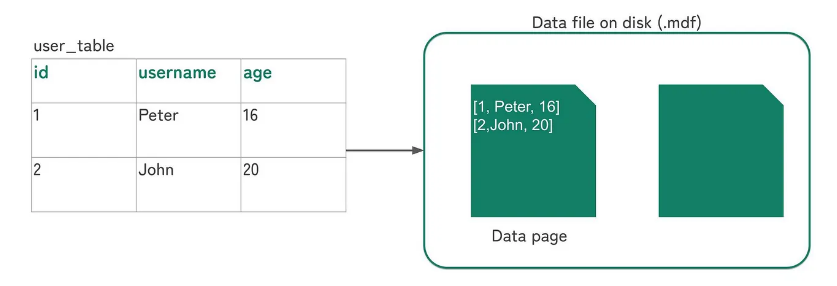 Data file on disk (.mdf)
user_table
id username age
1 Peter 16
2 John 20
[1, Peter, 16]
[2,John, 20]
Data page